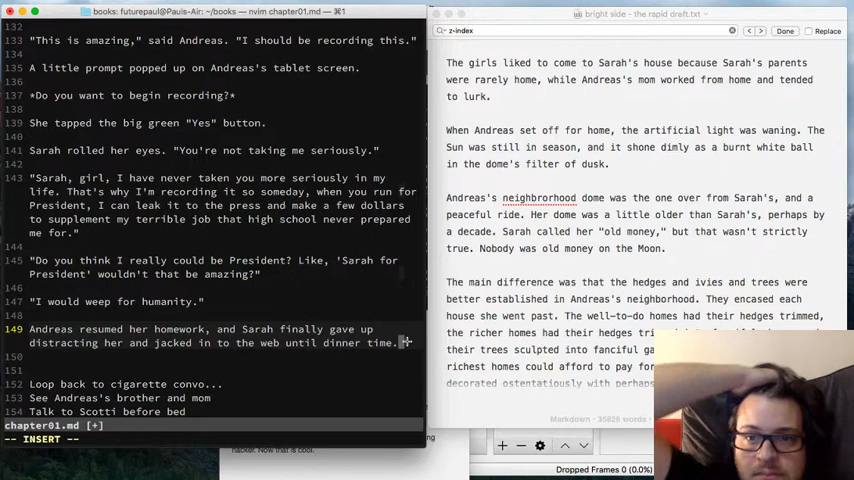 books: futurepaul@Pauls-Air: ~/books — nvim chapter01.md — ⌘1
132
133 "This is amazing," said Andreas. "I should be recording this."
134
135 A little prompt popped up on Andreas's tablet screen.
136
137 *Do you want to begin recording?*
138
139 She tapped the big green "Yes" button.
140
141 Sarah rolled her eyes. "You're not taking me seriously."
142
143 "Sarah, girl, I have never taken you more seriously in my
life. That's why I'm recording it so someday, when you run for
President, I can leak it to the press and make a few dollars
to supplement my terrible job that high school never prepared
me for."
144
145 "Do you think I really could be President? Like, 'Sarah for
President' wouldn't that be amazing?"
146
147 "I would weep for humanity."
148
149 Andreas resumed her homework, and Sarah finally gave up
distracting her and jacked in to the web until dinner time.
150
151
152 Loop back to cigarette convo...
153 See Andreas's brother and mom
154 Talk to Scotti before bed
chapter01.md [+]
-- INSERT --
bright side - the rapid draft.txt
z-index
Done
Replace
The girls liked to come to Sarah's house because Sarah's parents
were rarely home, while Andreas's mom worked from home and tended
to lurk.
When Andreas set off for home, the artificial light was waning. The
Sun was still in season, and it shone dimly as a burnt white ball
in the dome's filter of dusk.
Andreas's neighbrorhood dome was the one over from Sarah's, and a
peaceful ride. Her dome was a little older than Sarah's, perhaps by
a decade. Sarah called her "old money," but that wasn't strictly
true. Nobody was old money on the Moon.
The main difference was that the hedges and ivies and trees were
better established in Andreas's neighborhood. They encased each
house she went past. The well-to-do homes had their hedges trimmed,
the richer homes had their hedges
their trees sculpted into fanciful
richest homes could afford to pay for
decorated ostentatiously with perhaps
Markdown
words
hacker. Now that is cool.
Dropped Frames 0 (0.0%)